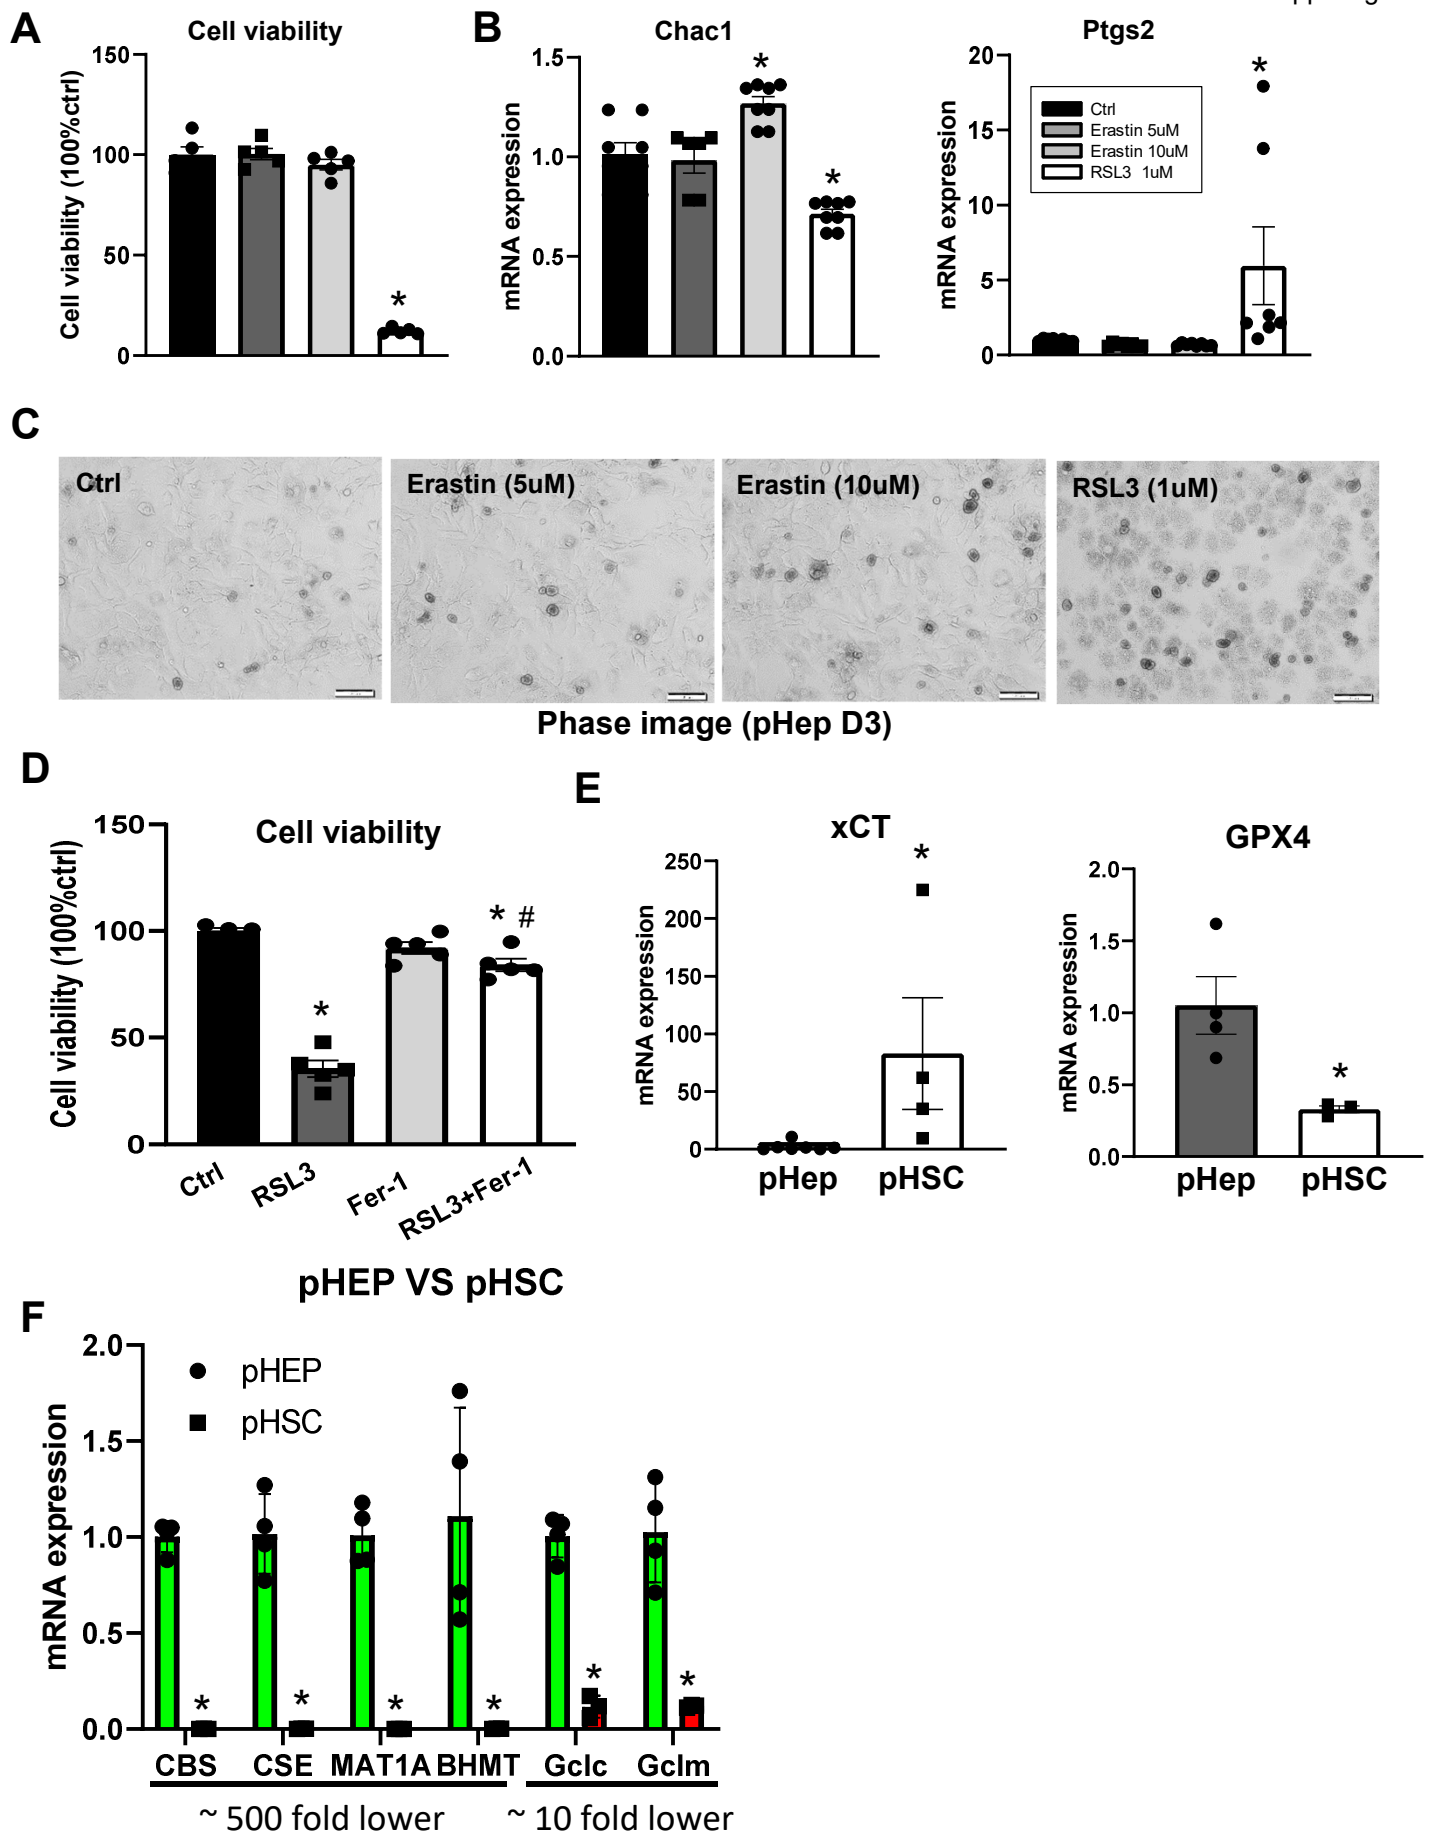 A
Cell viability
Cell viability (100%ctrl)
150
100
50
0
*
B
Chac1
mRNA expression
1.5
1.0
0.5
0.0
*
*
Ptgs2
mRNA expression
20
15
10
5
0
*
Ctrl
Erastin 5uM
Erastin 10uM
RSL3 1uM
C
Ctrl
Erastin (5uM)
Erastin (10uM)
RSL3 (1uM)
Phase image (pHep D3)
D
Cell viability
Cell viability (100%ctrl)
150
100
50
0
*
* #
Ctrl
RSL3
Fer-1
RSL3+Fer-1
E
xCT
mRNA expression
250
200
150
100
50
0
*
pHep
pHSC
GPX4
mRNA expression
2.0
1.5
1.0
0.5
0.0
*
pHep
pHSC
pHEP VS pHSC
F
mRNA expression
2.0
1.5
1.0
0.5
0.0
pHEP
pHSC
* * * * * *
CBS CSE MAT1A BHMT Gclc Gclm
~ 500 fold lower ~ 10 fold lower